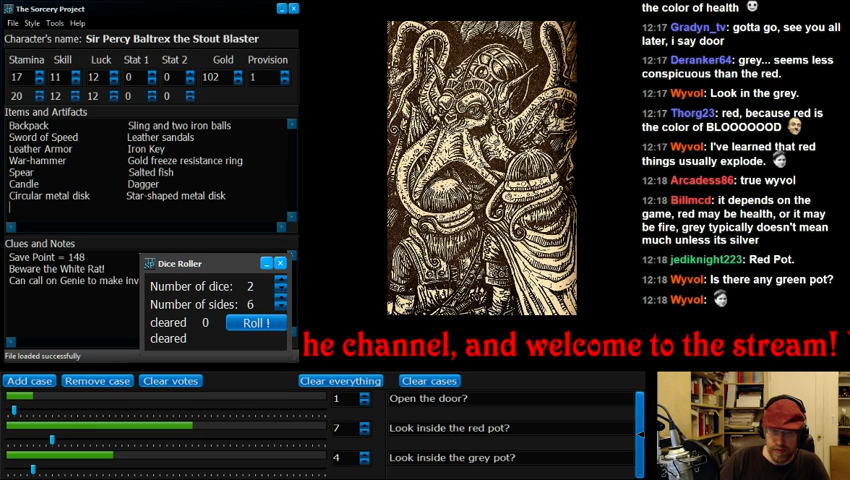 The Sorcery Project
File Style Tools Help
Character's name: Sir Percy Baltrex the Stout Blaster
Stamina Skill Luck Stat 1 Stat 2 Gold Provision
17 11 12 0 0 102 1
20 12 12 0 0
Items and Artifacts
Backpack Sling and two iron balls
Sword of Speed Leather sandals
Leather Armor Iron Key
War-hammer Gold freeze resistance ring
Spear Salted fish
Candle Dagger
Circular metal disk Star-shaped metal disk
Clues and Notes
Save Point = 148
Beware the White Rat!
Can call on Genie to make inv
Dice Roller
Number of dice: 2
Number of sides: 6
cleared 0 Roll !
cleared
File loaded successfully
he channel, and welcome to the stream!
the color of health
12:17 Gradyn_tv: gotta go, see you all
later, i say door
12:17 Deranker64: grey... seems less
conspicuous than the red.
12:17 Wyvol: Look in the grey.
12:17 Thorg23: red, because red is
the color of BLOOOOOOD
12:17 Wyvol: I've learned that red
things usually explode.
12:18 Arcadess86: true wyvol
12:18 Billmcd: it depends on the
game, red may be health, or it may
be fire, grey typically doesn't mean
much unless its silver
12:18 jediknight223: Red Pot.
12:18 Wyvol: Is there any green pot?
12:18 Wyvol:
Add case Remove case Clear votes Clear everything Clear cases
1 Open the door?
7 Look inside the red pot?
4 Look inside the grey pot?